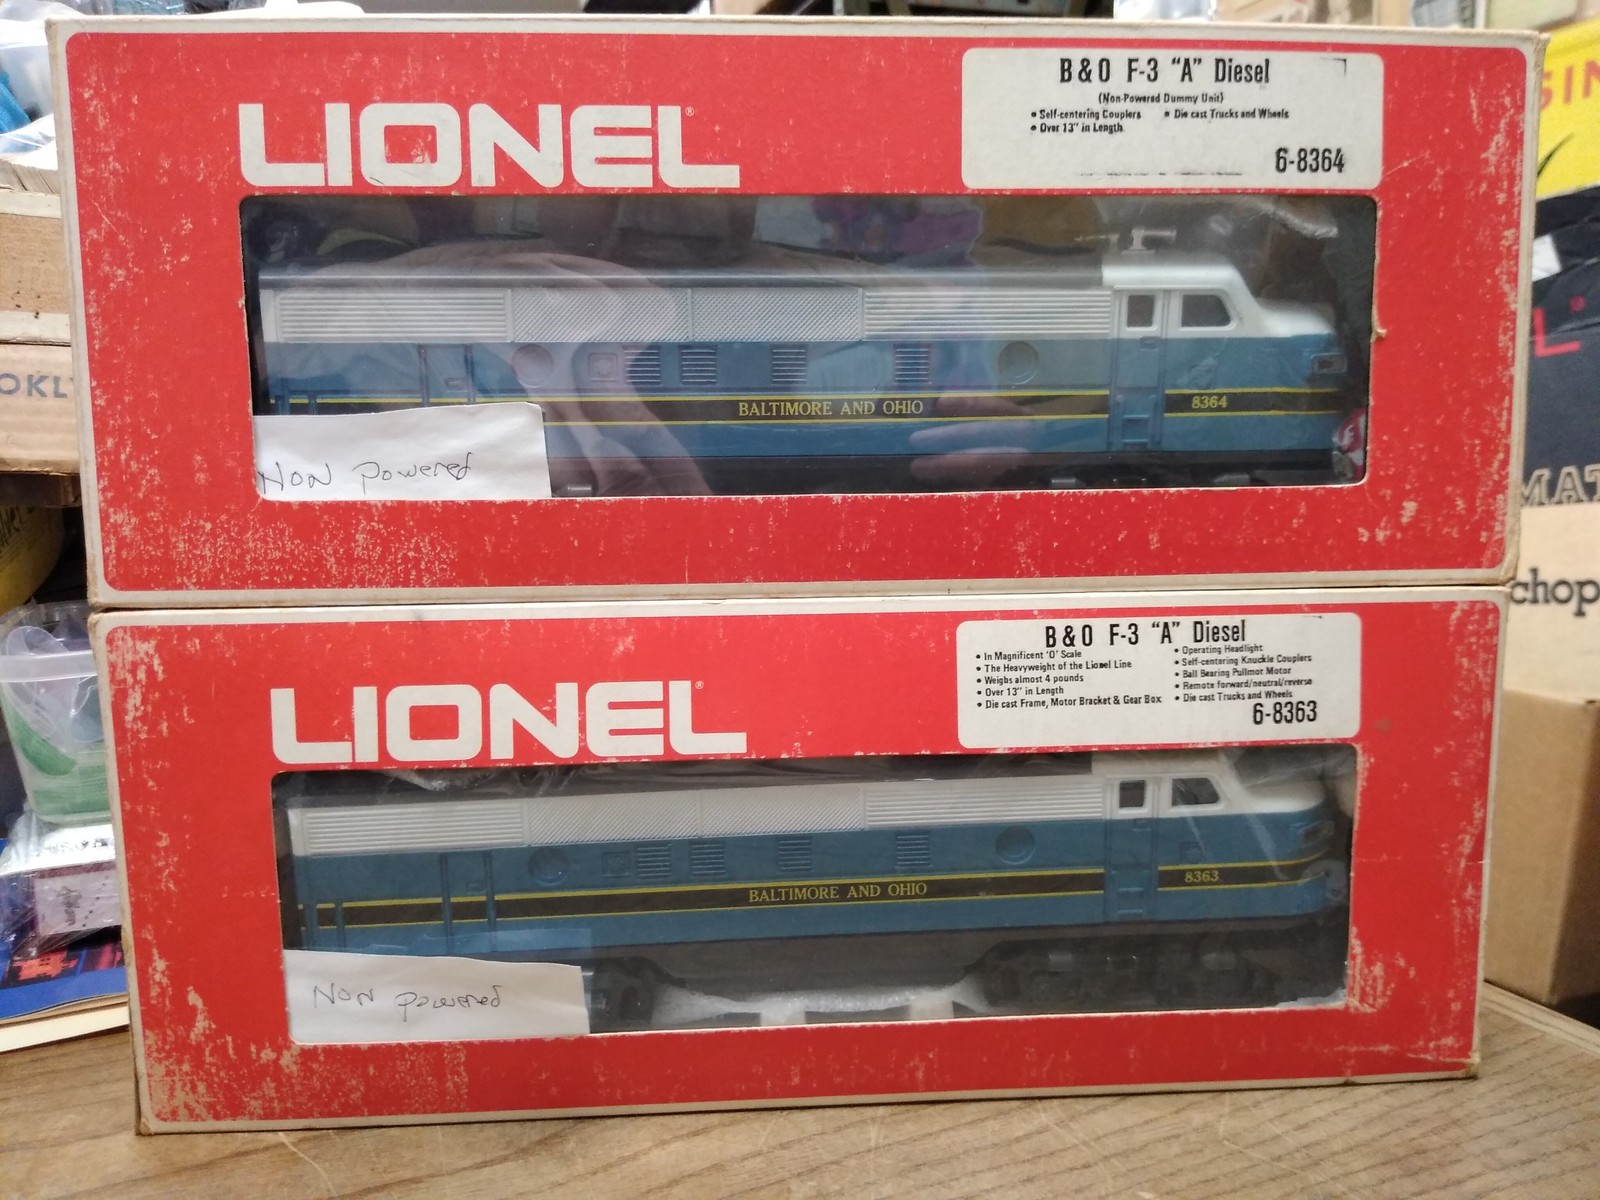 LIONEL®
B&O F-3 "A" Diesel
(Non-Powered Dummy Unit)
• Self-centering Couplers • Die cast Trucks and Wheels
• Over 13" in Length
6-8364
BALTIMORE AND OHIO
8364
NON powered
LIONEL®
B&O F-3 "A" Diesel
• In Magnificent 'O' Scale
• The Heavyweight of the Lionel Line
• Weighs almost 4 pounds
• Over 13" in Length
• Die cast Frame, Motor Bracket & Gear Box
• Operating Headlight
• Self-centering Knuckle Couplers
• Ball Bearing Pullmor Motor
• Remote forward/neutral/reverse
• Die cast Trucks and Wheels
6-8363
BALTIMORE AND OHIO
8363
NON powered
OKL
SIN
L
MAT
chop